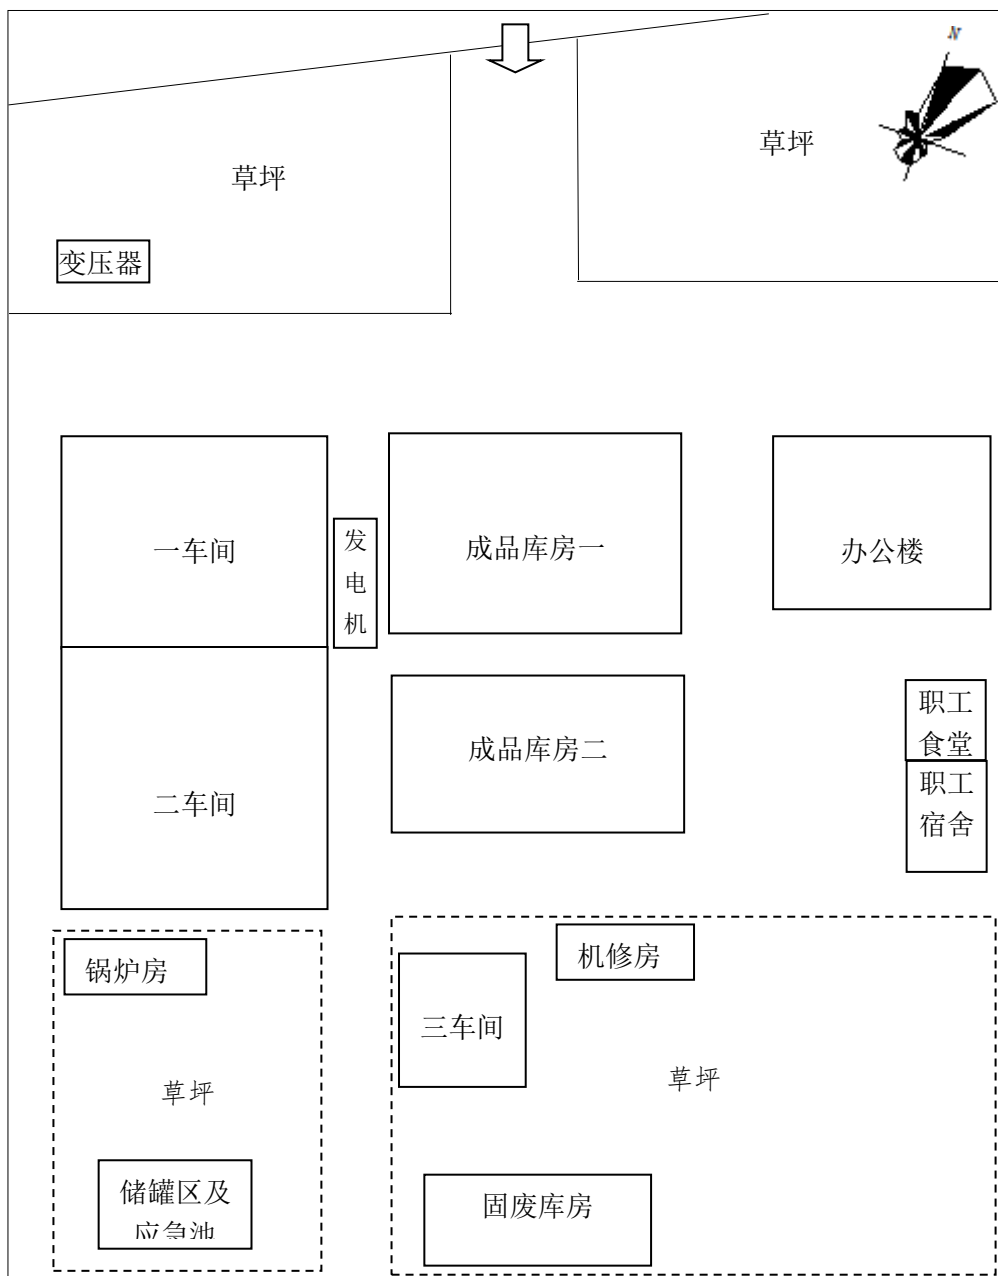 N
草坪
草坪
变压器
一车间
发
电
机
成品库房一
办公楼
职工
食堂
成品库房二
职工
宿舍
二车间
锅炉房
机修房
三车间
草坪
草坪
储罐区及
应急池
固废库房